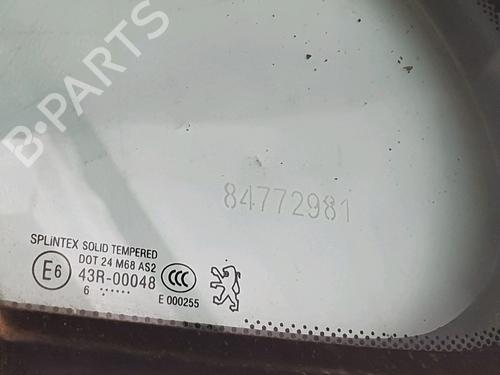 B-PARTS
84772981
SPLiNTEX SOLID TEMPERED
DOT 24 M68 AS2
E6 43R-00048 CCC
6 ......
E 000255